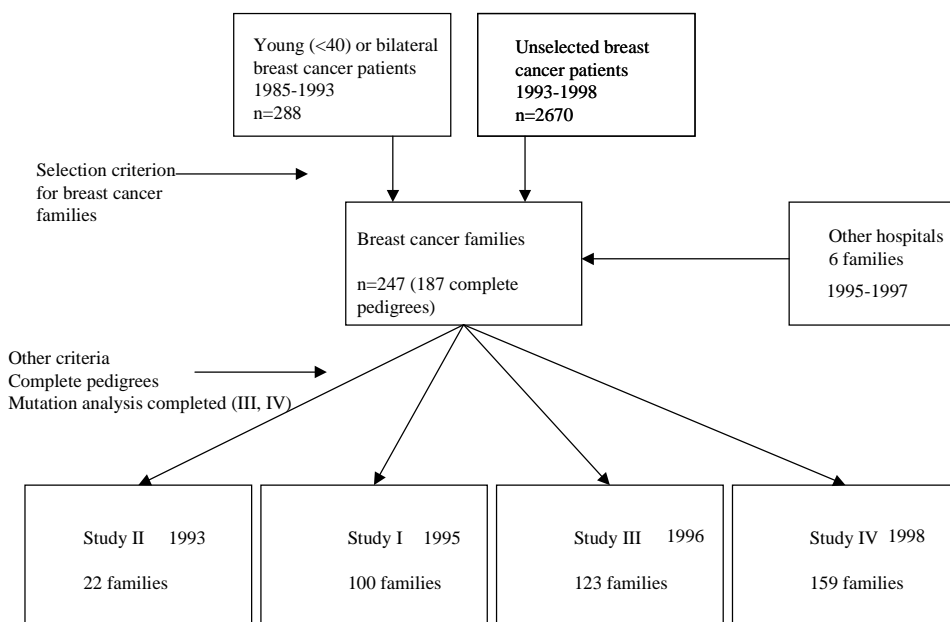 Young (<40) or bilateral
breast cancer patients
1985-1993
n=288
Unselected breast
cancer patients
1993-1998
n=2670
Selection criterion
for breast cancer
families
Breast cancer families
n=247 (187 complete
pedigrees)
Other hospitals
6 families
1995-1997
Other criteria
Complete pedigrees
Mutation analysis completed (III, IV)
Study II 1993
22 families
Study I 1995
100 families
Study III 1996
123 families
Study IV 1998
159 families